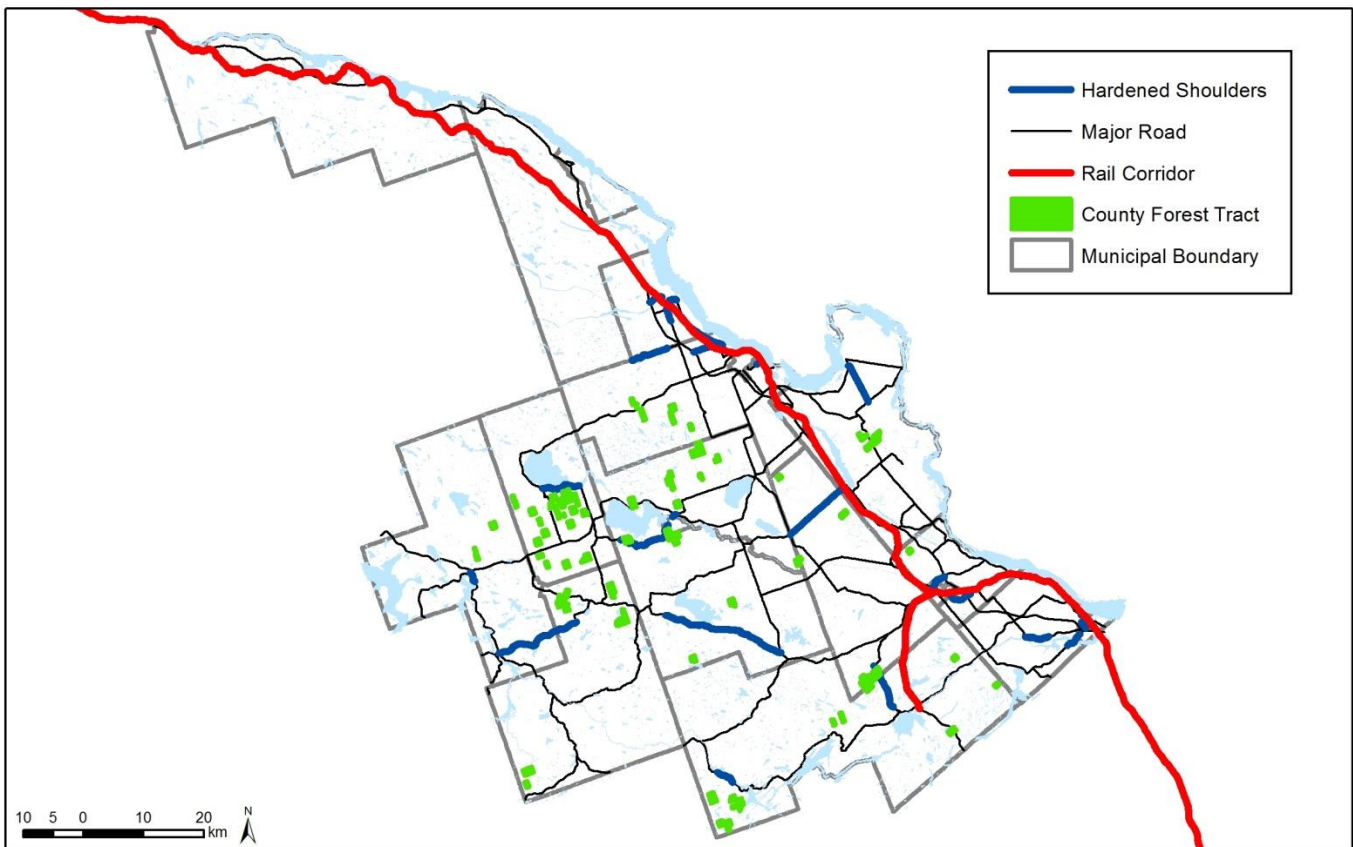 Hardened Shoulders
Major Road
Rail Corridor
County Forest Tract
Municipal Boundary
10 5 0 10 20
km
N